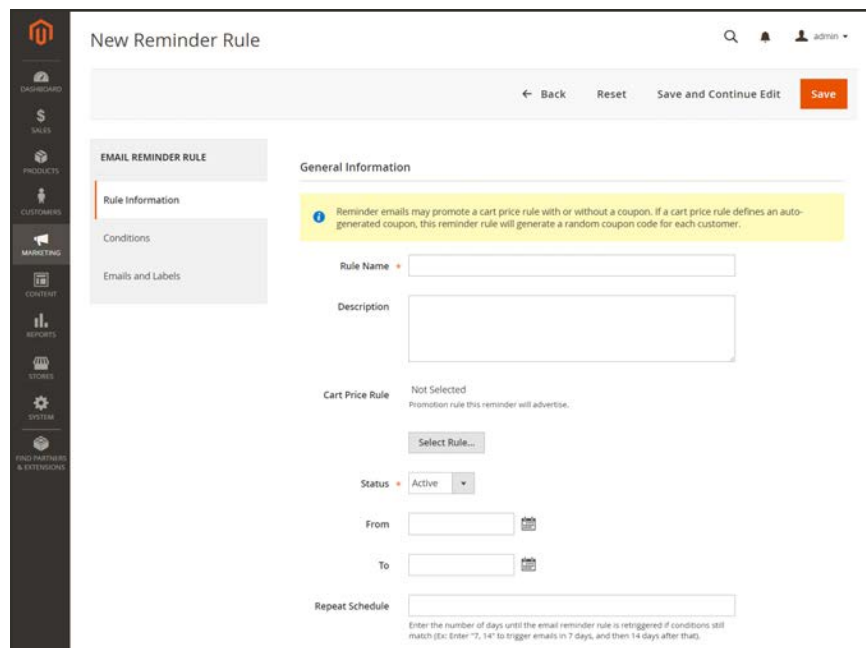 New Reminder Rule
admin
DASHBOARD
SALES
PRODUCTS
CUSTOMERS
MARKETING
CONTENT
REPORTS
STORES
SYSTEM
FIND PARTNERS
& EXTENSIONS
← Back
Reset
Save and Continue Edit
Save
EMAIL REMINDER RULE
Rule Information
Conditions
Emails and Labels
General Information
Reminder emails may promote a cart price rule with or without a coupon. If a cart price rule defines an auto-
generated coupon, this reminder rule will generate a random coupon code for each customer.
Rule Name *
Description
Cart Price Rule
Not Selected
Promotion rule this reminder will advertise.
Select Rule...
Status *
Active
From
To
Repeat Schedule
Enter the number of days until the email reminder rule is retriggered if conditions still
match (Ex: Enter "7, 14" to trigger emails in 7 days, and then 14 days after that).